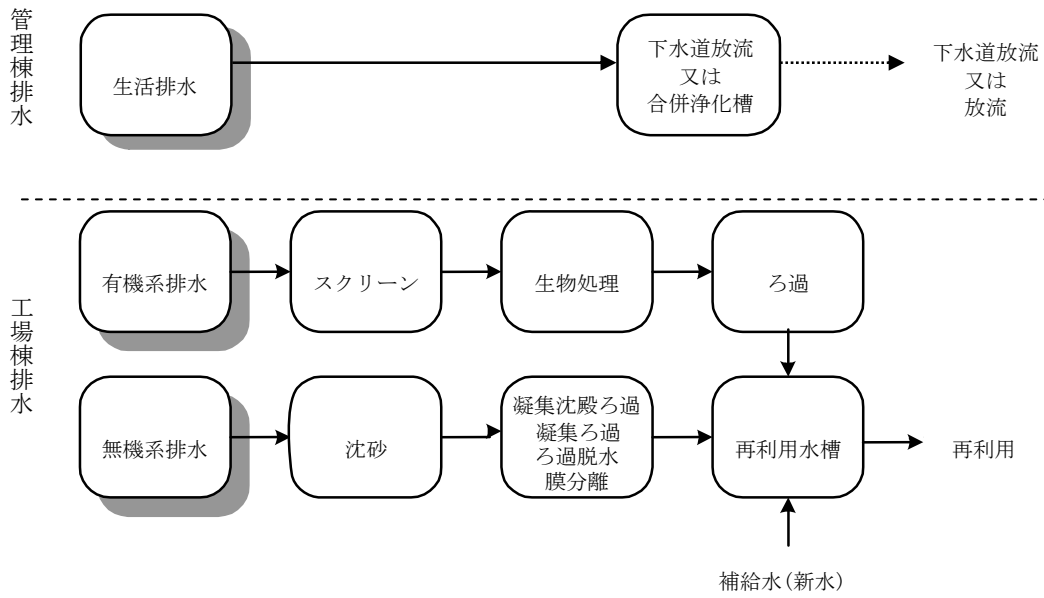 管理棟排水
生活排水
下水道放流
又は
合併浄化槽
下水道放流
又は
放流
工場棟排水
有機系排水
スクリーン
生物処理
ろ過
無機系排水
沈砂
凝集沈殿ろ過
凝集ろ過
ろ過脱水
膜分離
再利用水槽
再利用
補給水(新水)